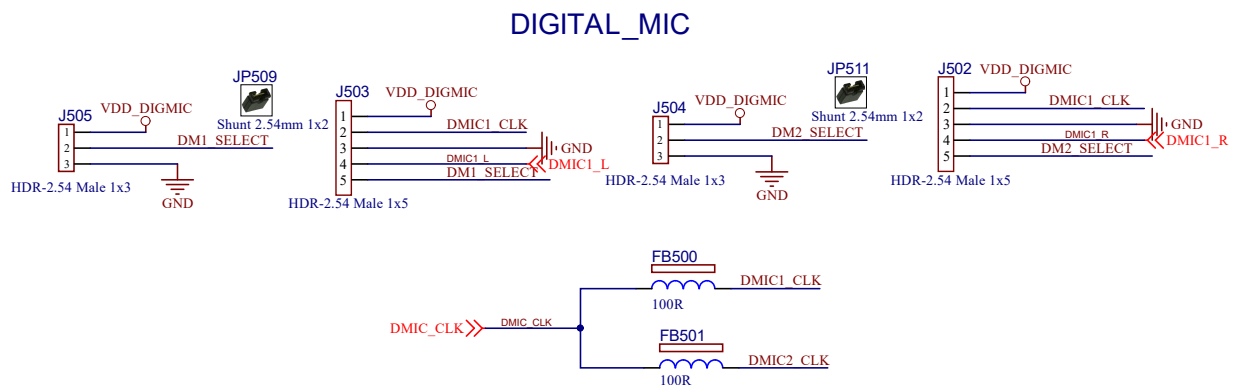 DIGITAL_MIC
J505
VDD_DIGMIC
1
2
3
DM1_SELECT
GND
HDR-2.54 Male 1x3
JP509
Shunt 2.54mm 1x2
J503
VDD_DIGMIC
1
2
3
4
5
DMIC1_CLK
GND
DMIC1_L
DMIC1_L
DM1_SELECT
HDR-2.54 Male 1x5
J504
VDD_DIGMIC
1
2
3
DM2_SELECT
GND
HDR-2.54 Male 1x3
JP511
Shunt 2.54mm 1x2
J502
VDD_DIGMIC
1
2
3
4
5
DMIC1_CLK
GND
DMIC1_R
DMIC1_R
DM2_SELECT
HDR-2.54 Male 1x5
FB500
DMIC1_CLK
100R
DMIC_CLK
DMIC_CLK
FB501
DMIC2_CLK
100R